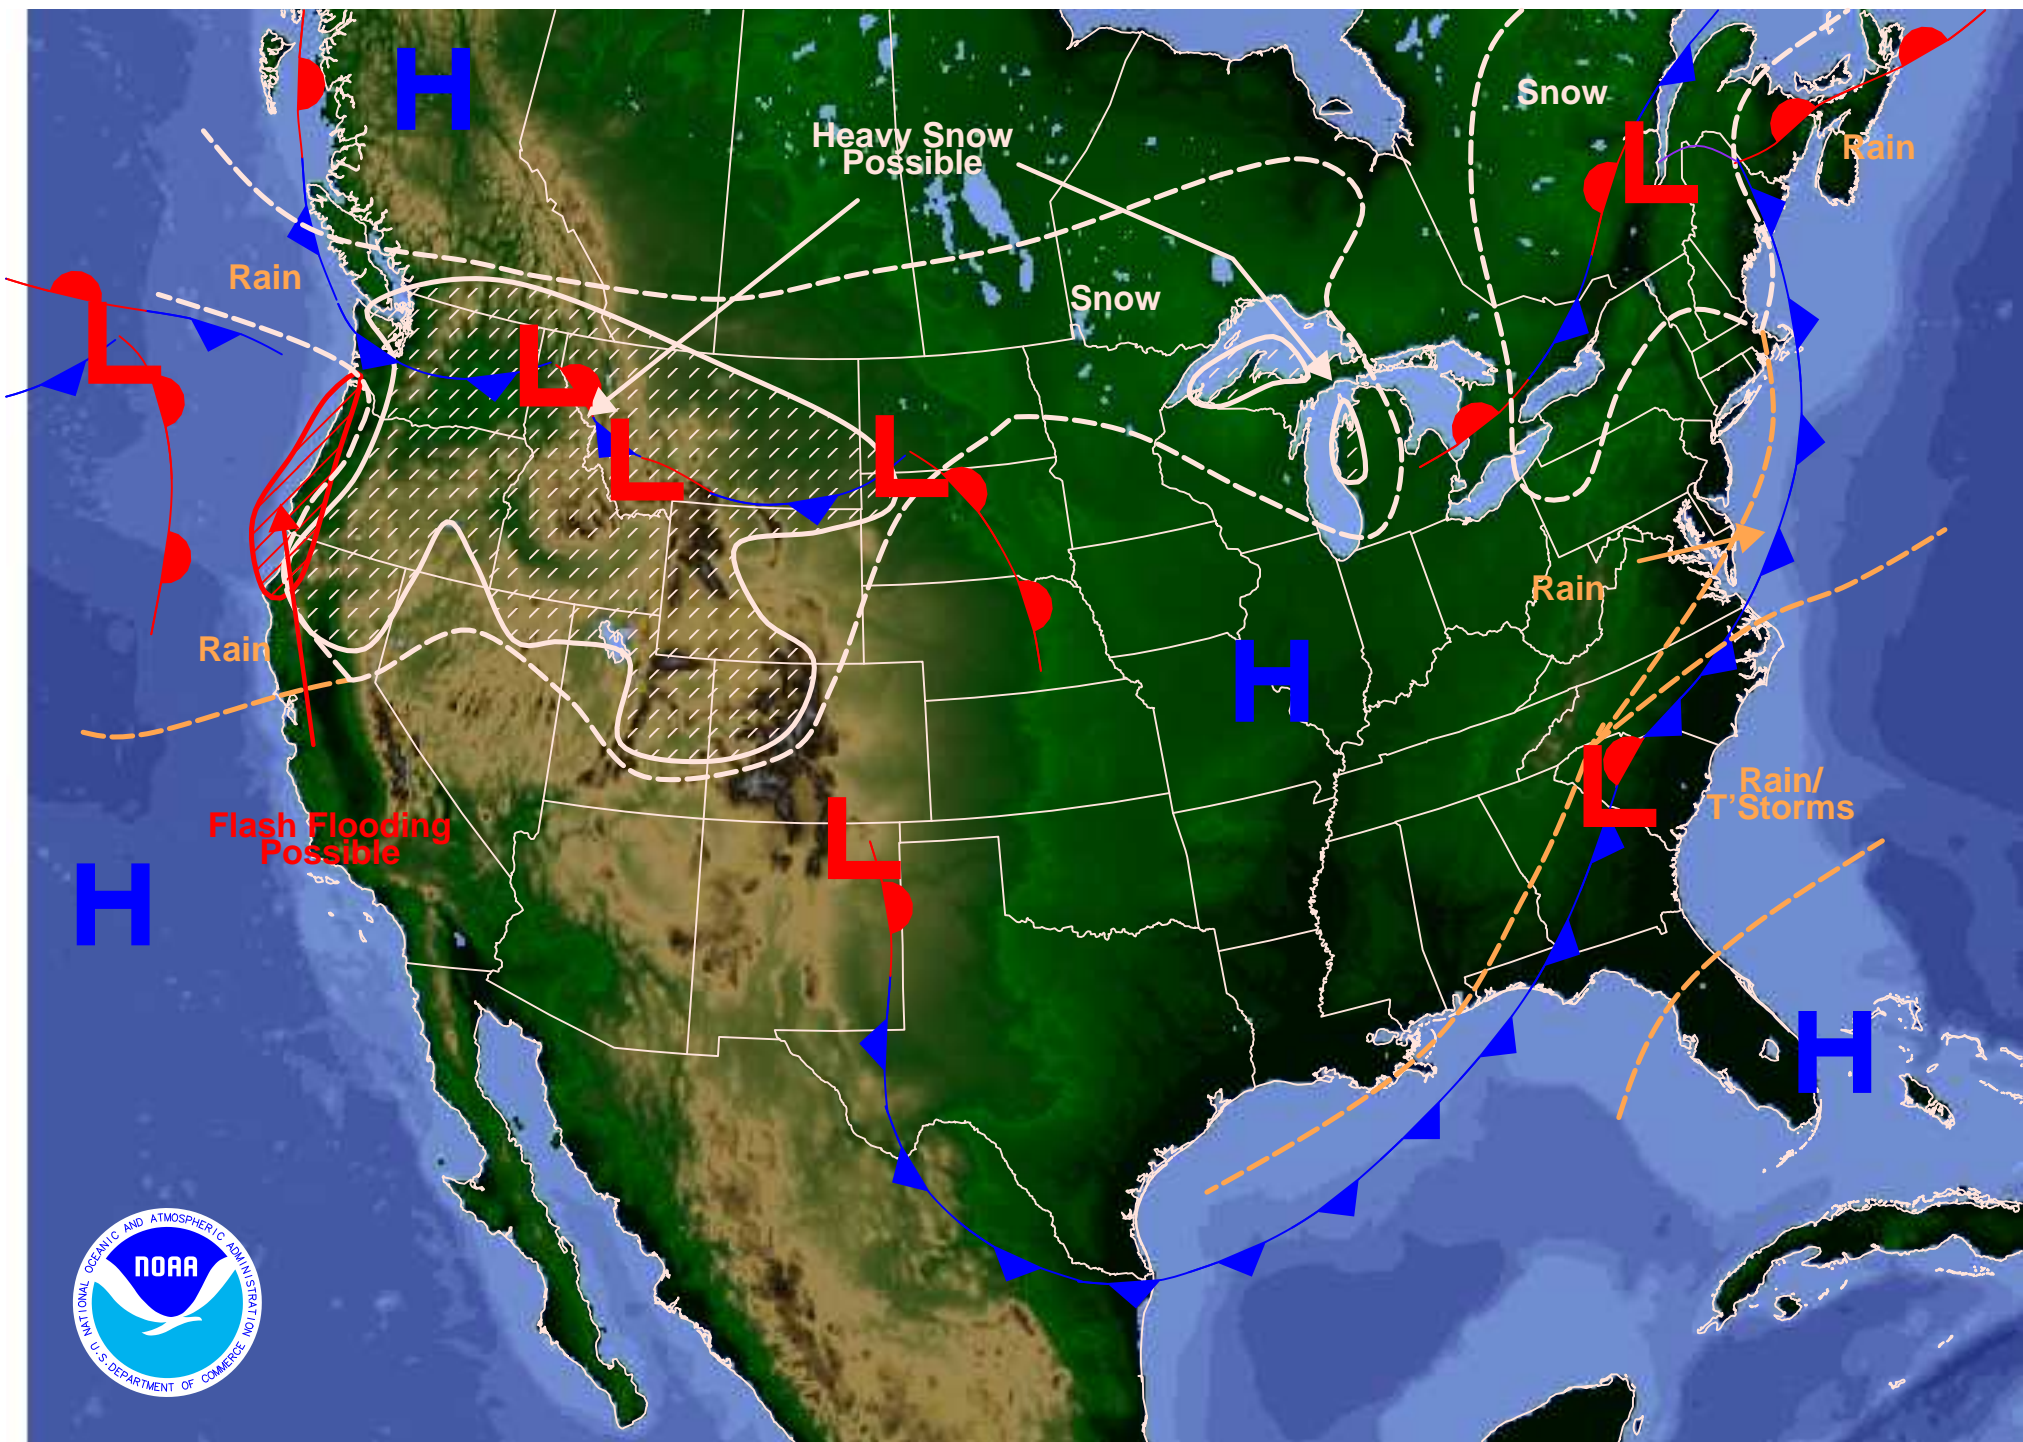 H
Snow
Heavy Snow
Possible
Rain
L
Rain
Snow
L
L
L
L
Rain
Rain
H
L
Rain/
T'Storms
Flash Flooding
Possible
L
H
H
NATIONAL OCEANIC AND ATMOSPHERIC ADMINISTRATION
NOAA
U.S. DEPARTMENT OF COMMERCE